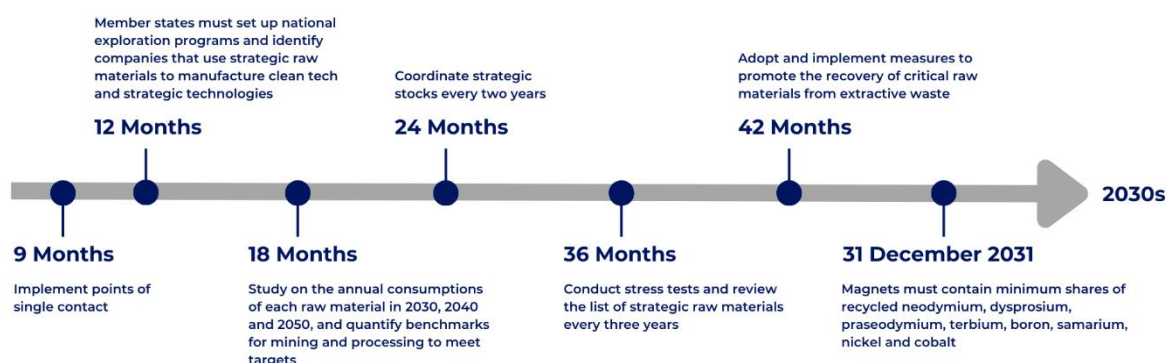 Member states must set up national
exploration programs and identify
companies that use strategic raw
materials to manufacture clean tech
and strategic technologies
12 Months
Coordinate strategic
stocks every two years
24 Months
Adopt and implement measures to
promote the recovery of critical raw
materials from extractive waste
42 Months
2030s
9 Months
Implement points of
single contact
18 Months
Study on the annual consumptions
of each raw material in 2030, 2040
and 2050, and quantify benchmarks
for mining and processing to meet
targets
36 Months
Conduct stress tests and review
the list of strategic raw materials
every three years
31 December 2031
Magnets must contain minimum shares of
recycled neodymium, dysprosium,
praseodymium, terbium, boron, samarium,
nickel and cobalt